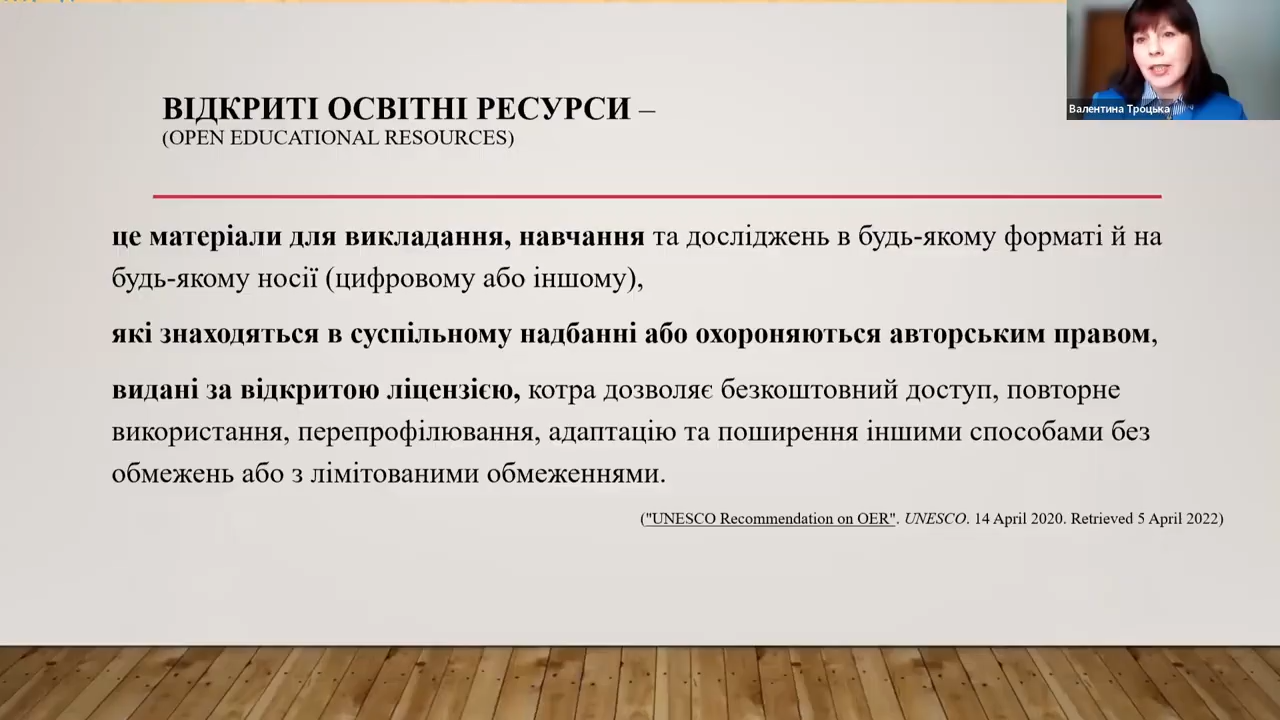 ВІДКРИТІ ОСВІТНІ РЕСУРСИ –
(OPEN EDUCATIONAL RESOURCES)
Валентина Троцька
це матеріали для викладання, навчання та досліджень в будь-якому форматі й на
будь-якому носії (цифровому або іншому),
які знаходяться в суспільному надбанні або охороняються авторським правом,
видані за відкритою ліцензією, котра дозволяє безкоштовний доступ, повторне
використання, перепрофілювання, адаптацію та поширення іншими способами без
обмежень або з лімітованими обмеженнями.
("UNESCO Recommendation on OER". UNESCO. 14 April 2020. Retrieved 5 April 2022)